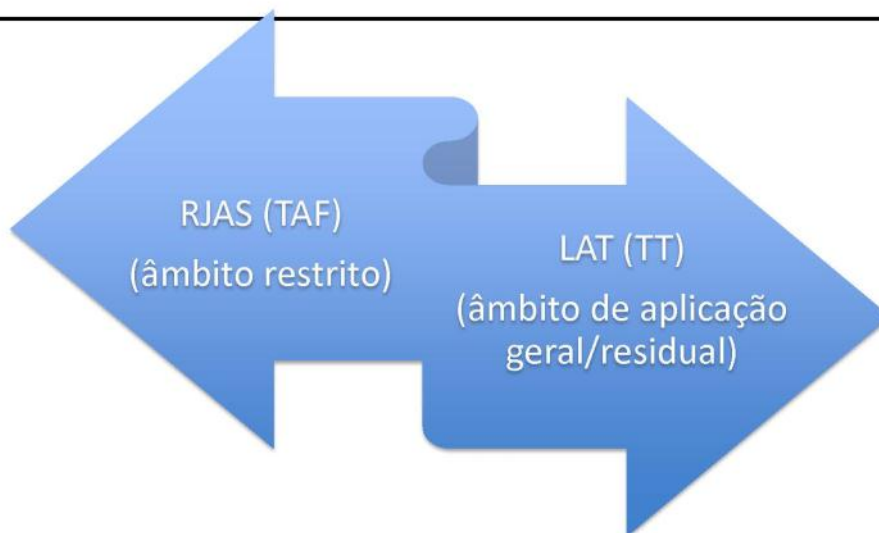 RJAS (TAF)
(âmbito restrito)
LAT (TT)
(âmbito de aplicação
geral/residual)